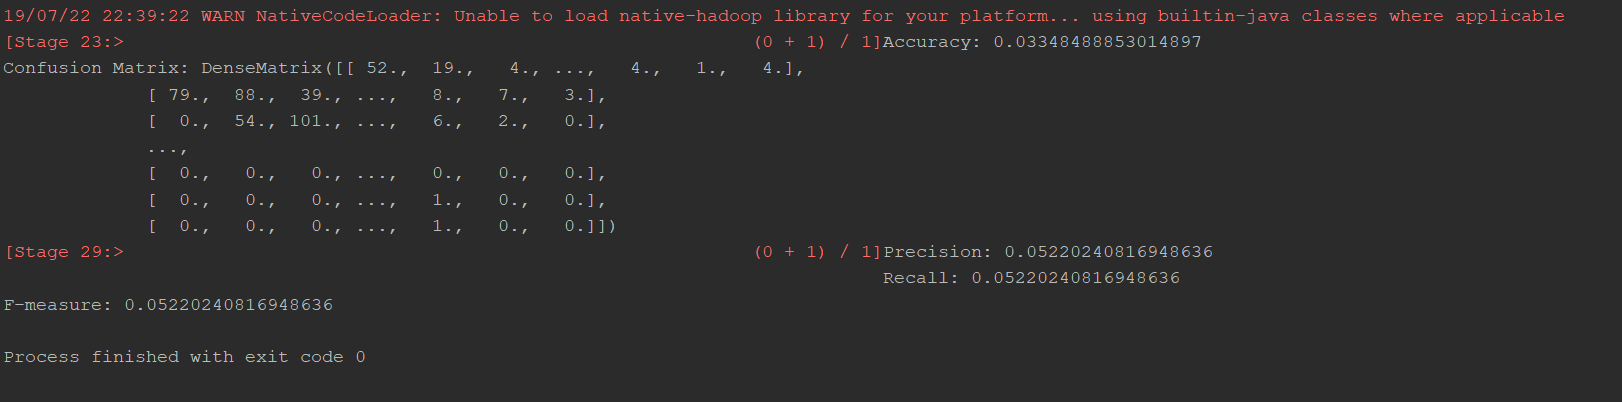 19/07/22 22:39:22 WARN NativeCodeLoader: Unable to load native-hadoop library for your platform... using builtin-java classes where applicable
[Stage 23:>                                                         (0 + 1) / 1]Accuracy: 0.03348488853014897
Confusion Matrix: DenseMatrix([[ 52.,  19.,   4., ...,   4.,   1.,   4.],
             [ 79.,  88.,  39., ...,   8.,   7.,   3.],
             [  0.,  54., 101., ...,   6.,   2.,   0.],
             ...,
             [  0.,   0.,   0., ...,   0.,   0.,   0.],
             [  0.,   0.,   0., ...,   1.,   0.,   0.],
             [  0.,   0.,   0., ...,   1.,   0.,   0.]])
[Stage 29:>                                                         (0 + 1) / 1]Precision: 0.05220240816948636
Recall: 0.05220240816948636
F-measure: 0.05220240816948636
Process finished with exit code 0